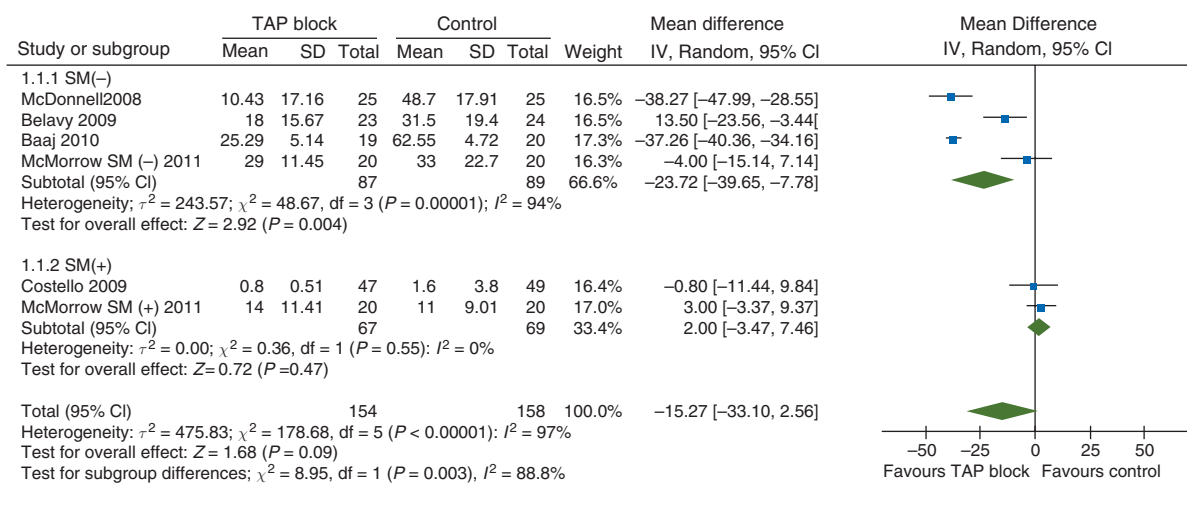 TAP block Control Mean difference Mean Difference
Study or subgroup Mean SD Total Mean SD Total Weight IV, Random, 95% CI IV, Random, 95% CI
1.1.1 SM(–)
McDonnell2008 10.43 17.16 25 48.7 17.91 25 16.5% –38.27 [–47.99, –28.55]
Belavy 2009 18 15.67 23 31.5 19.4 24 16.5% 13.50 [–23.56, –3.44[
Baaj 2010 25.29 5.14 19 62.55 4.72 20 17.3% –37.26 [–40.36, –34.16]
McMorrow SM (–) 2011 29 11.45 20 33 22.7 20 16.3% –4.00 [–15.14, 7.14]
Subtotal (95% CI) 87 89 66.6% –23.72 [–39.65, –7.78]
Heterogeneity; τ² = 243.57; χ² = 48.67, df = 3 (P = 0.00001); I² = 94%
Test for overall effect: Z = 2.92 (P = 0.004)
1.1.2 SM(+)
Costello 2009 0.8 0.51 47 1.6 3.8 49 16.4% –0.80 [–11.44, 9.84]
McMorrow SM (+) 2011 14 11.41 20 11 9.01 20 17.0% 3.00 [–3.37, 9.37]
Subtotal (95% CI) 67 69 33.4% 2.00 [–3.47, 7.46]
Heterogeneity: τ² = 0.00; χ² = 0.36, df = 1 (P = 0.55): I² = 0%
Test for overall effect: Z= 0.72 (P =0.47)
Total (95% CI) 154 158 100.0% –15.27 [–33.10, 2.56]
Heterogeneity: τ² = 475.83; χ² = 178.68, df = 5 (P < 0.00001): I² = 97%
Test for overall effect: Z = 1.68 (P = 0.09)
Test for subgroup differences; χ² = 8.95, df = 1 (P = 0.003), I² = 88.8%
–50 –25 0 25 50
Favours TAP block Favours control